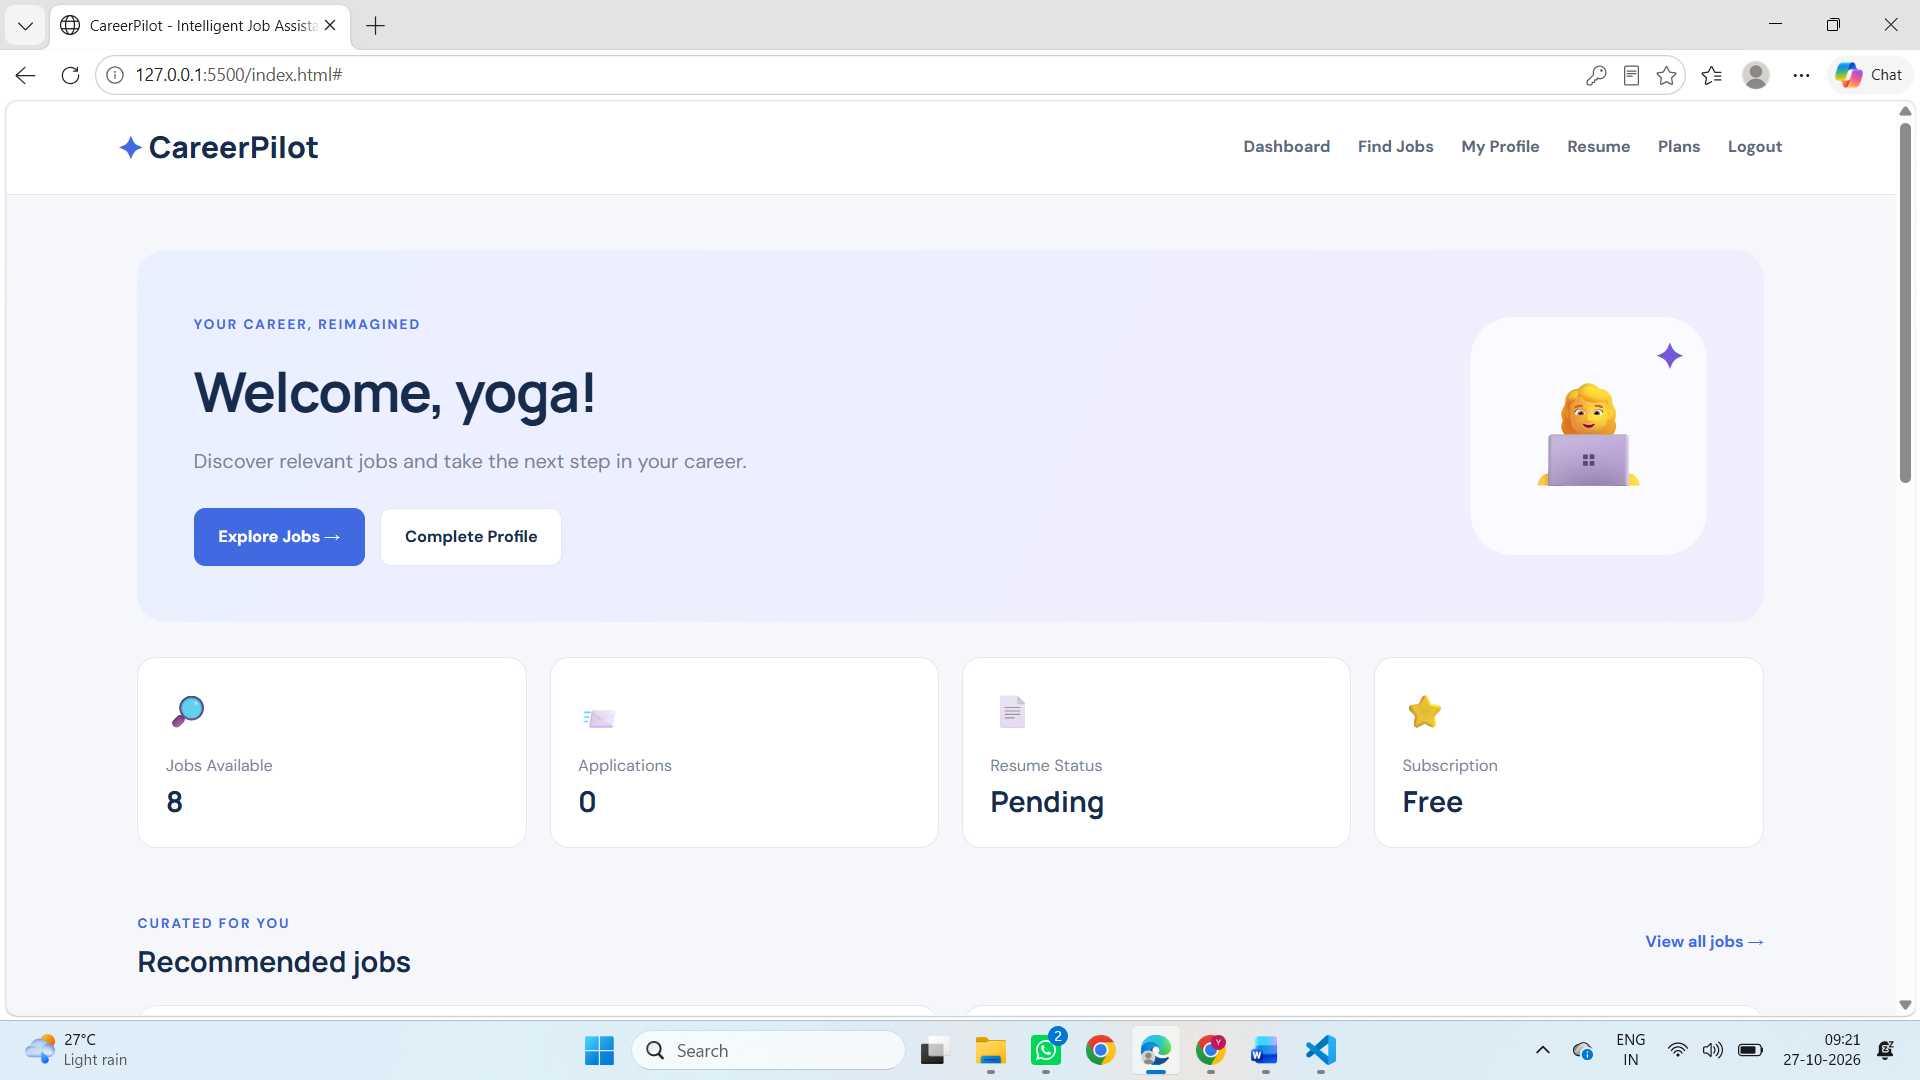 CareerPilot - Intelligent Job Assista
127.0.0.1:5500/index.html#
Chat
CareerPilot
Dashboard
Find Jobs
My Profile
Resume
Plans
Logout
YOUR CAREER, REIMAGINED
Welcome, yoga!
Discover relevant jobs and take the next step in your career.
Explore Jobs →
Complete Profile
Jobs Available
8
Applications
0
Resume Status
Pending
Subscription
Free
CURATED FOR YOU
Recommended jobs
View all jobs →
27°C
Light rain
Search
2
Y
W
ENG
IN
09:21
27-10-2026